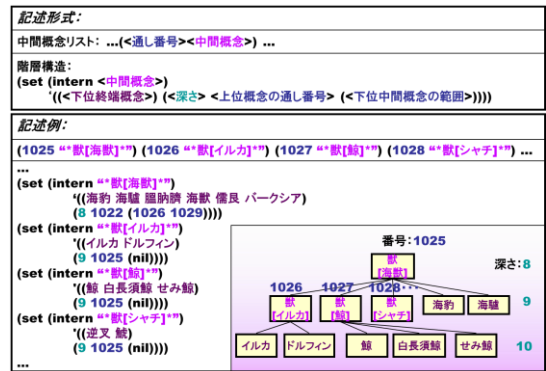 記述形式:
中間概念リスト: …(<通し番号><中間概念>) …
階層構造:
(set (intern <中間概念>)
'((<下位終端概念>) (<深さ> <上位概念の通し番号> (<下位中間概念の範囲>))))
記述例:
(1025 “*獣[海獣]*”) (1026 “*獣[イルカ]*”) (1027 “*獣[鯨]*”) (1028 “*獣[シャチ]*”) …
…
(set (intern “*獣[海獣]*”)
'((海豹 海驢 膃肭臍 海獣 儒艮 バークシア)
(8 1022 (1026 1029))))
(set (intern “*獣[イルカ]*”)
'((イルカ ドルフィン)
(9 1025 (nil))))
(set (intern “*獣[鯨]*”)
'((鯨 白長須鯨 せみ鯨)
(9 1025 (nil))))
(set (intern “*獣[シャチ]*”)
'((逆叉 鯱)
(9 1025 (nil))))
…
番号:1025
獣
[海獣]
深さ:8
1026 1027 1028…
獣
[イルカ]
獣
[鯨]
獣
[シャチ]
海豹
海驢
9
イルカ
ドルフィン
鯨
白長須鯨
せみ鯨
10